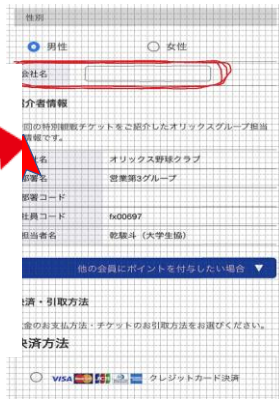 性別
男性 女性
会社名
介者情報
回の特別観戦チケットをご紹介したオリックスグループ担当
情報です。
社名 オリックス野球クラブ
部署名 営業第3グループ
部署コード
社員コード fx00697
担当者名 乾駿斗（大学生協）
他の会員にポイントを付与したい場合 ▼
済・引取方法
金のお支払方法・チケットのお引取方法をお選びください。
決済方法
VISA クレジットカード決済